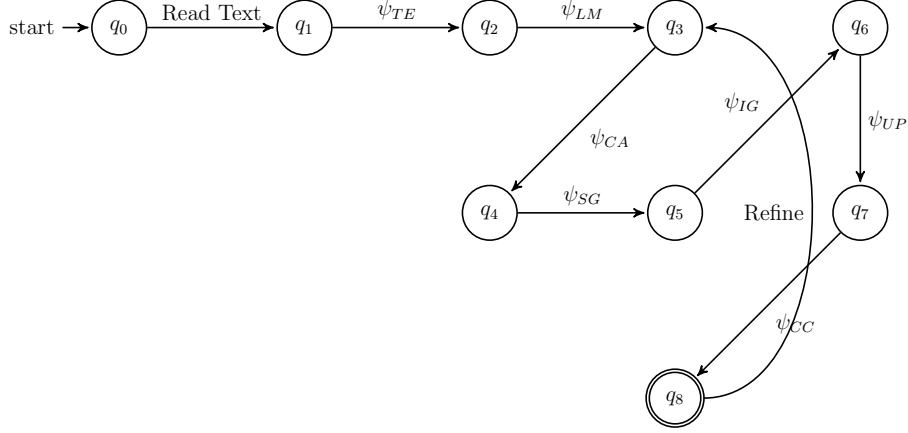 start
q0
Read Text
q1
ψTE
q2
ψLM
q3
q6
ψCA
ψIG
ψUP
q4
ψSG
q5
Refine
q7
ψCC
q8